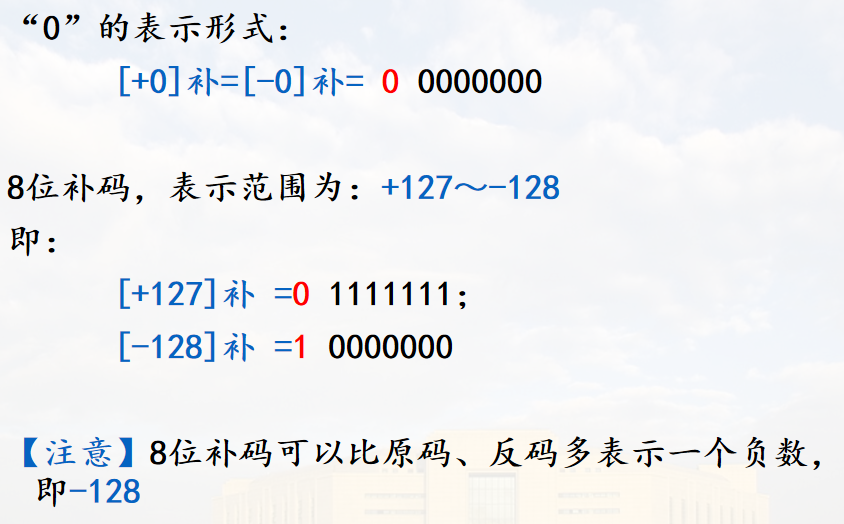 “0”的表示形式：
[+0]补=[-0]补= 0 0000000
8位补码，表示范围为：+127～-128
即：
[+127]补 =0 1111111；
[-128]补 =1 0000000
【注意】8位补码可以比原码、反码多表示一个负数，
即-128